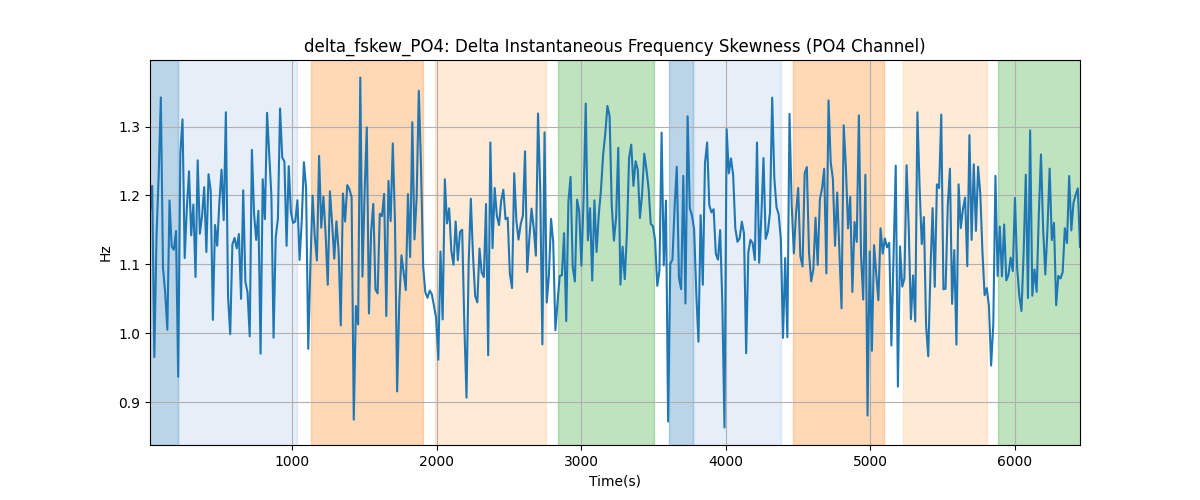 delta_fskew_PO4: Delta Instantaneous Frequency Skewness (PO4 Channel)
Hz
1.3
1.2
1.1
1.0
0.9
1000 2000 3000 4000 5000 6000
Time(s)